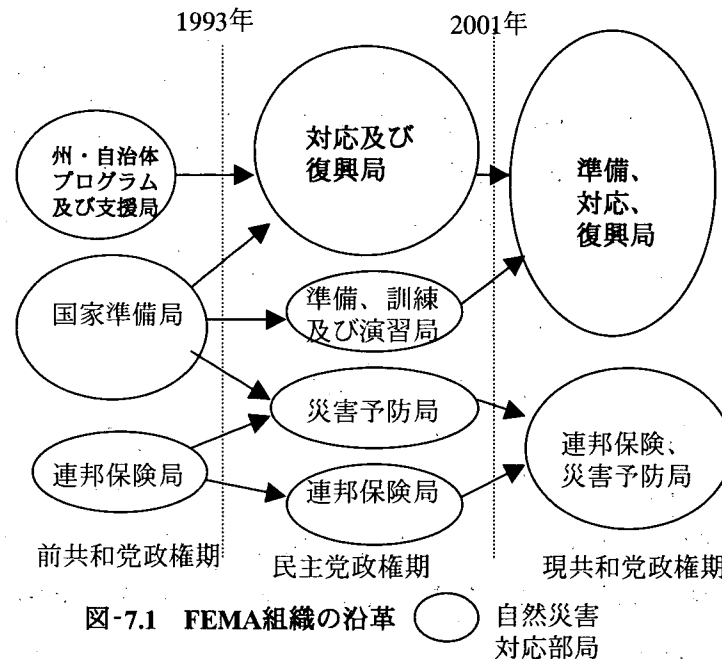 1993年
2001年
州・自治体
プログラム
及び支援局
国家準備局
連邦保険局
対応及び
復興局
準備、訓練
及び演習局
災害予防局
連邦保険局
準備、
対応、
復興局
連邦保険、
災害予防局
前共和党政権期
民主党政権期
現共和党政権期
図-7.1 FEMA組織の沿革
自然災害
対応部局